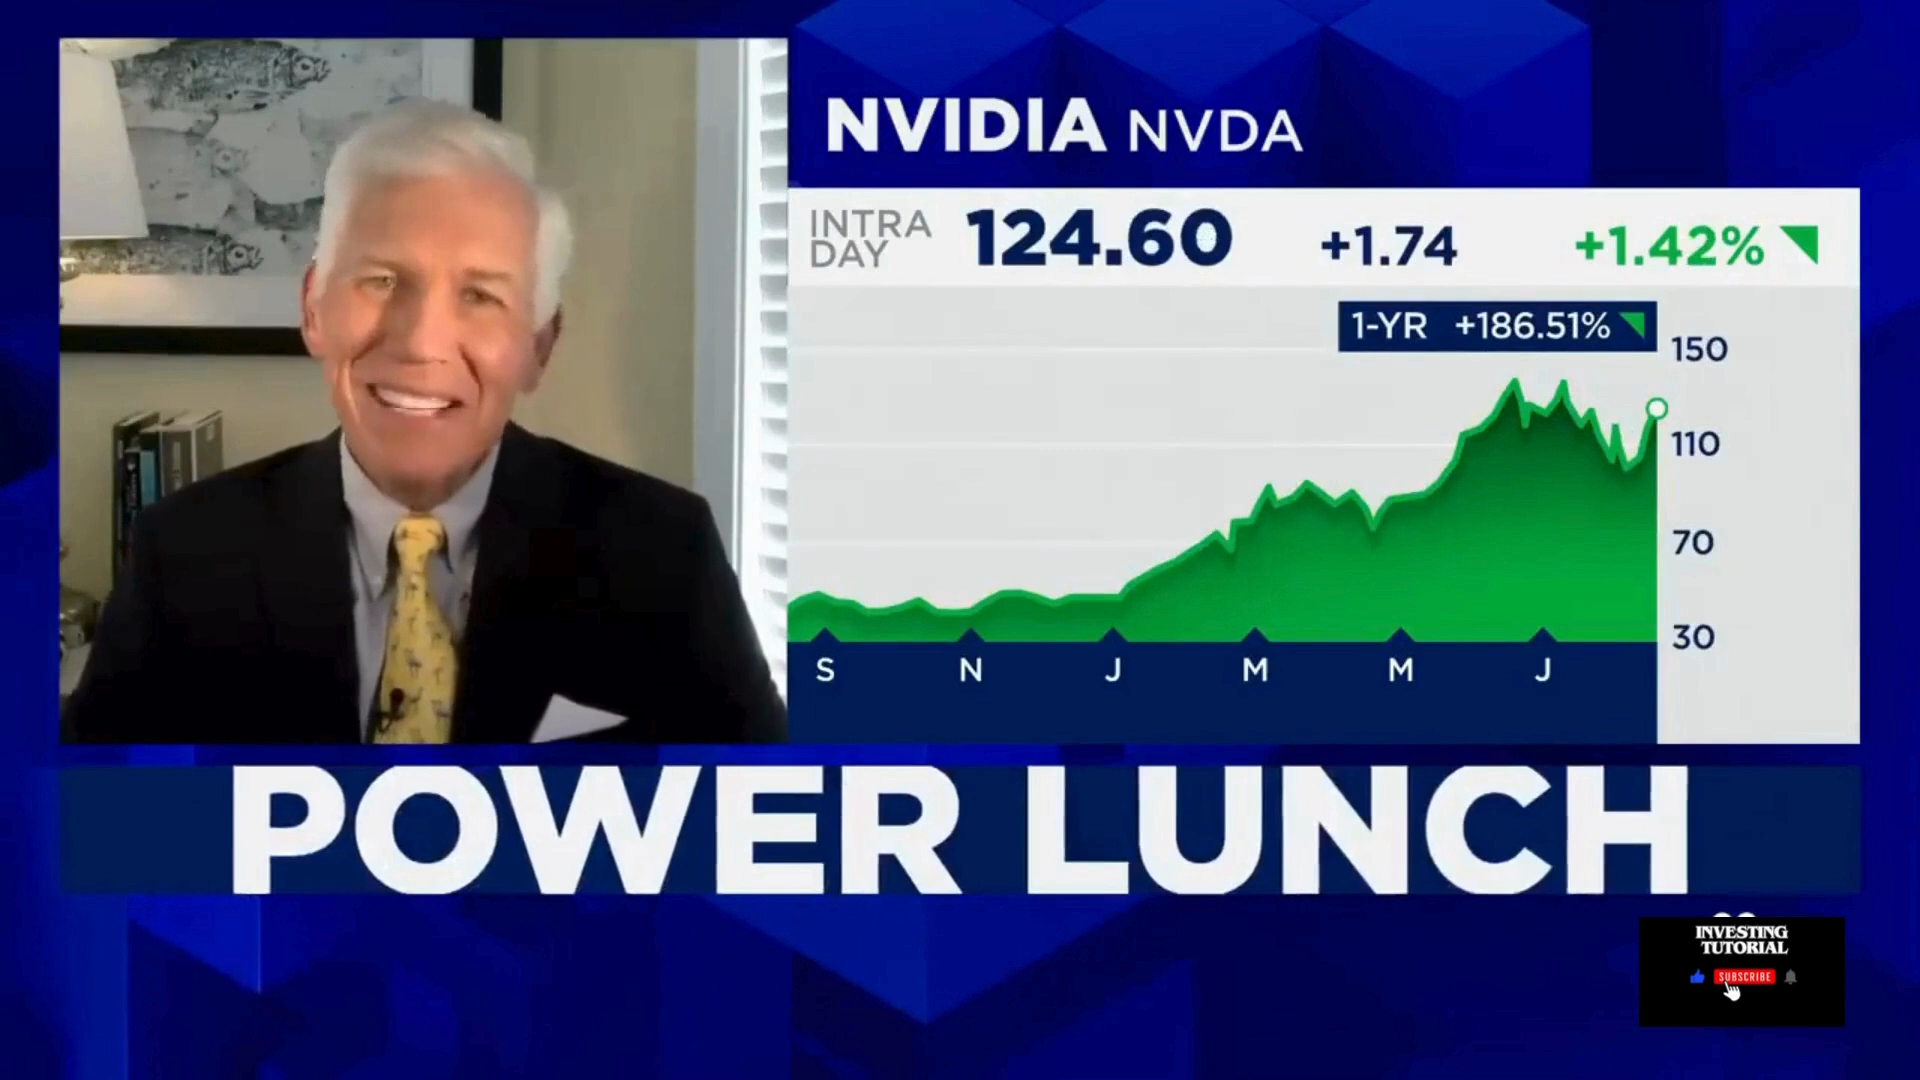 NVIDIA NVDA
INTRA
DAY
124.60
+1.74
+1.42%
1-YR +186.51%
150
110
70
30
S N J M M J
POWER LUNCH
INVESTING
TUTORIAL
SUBSCRIBE